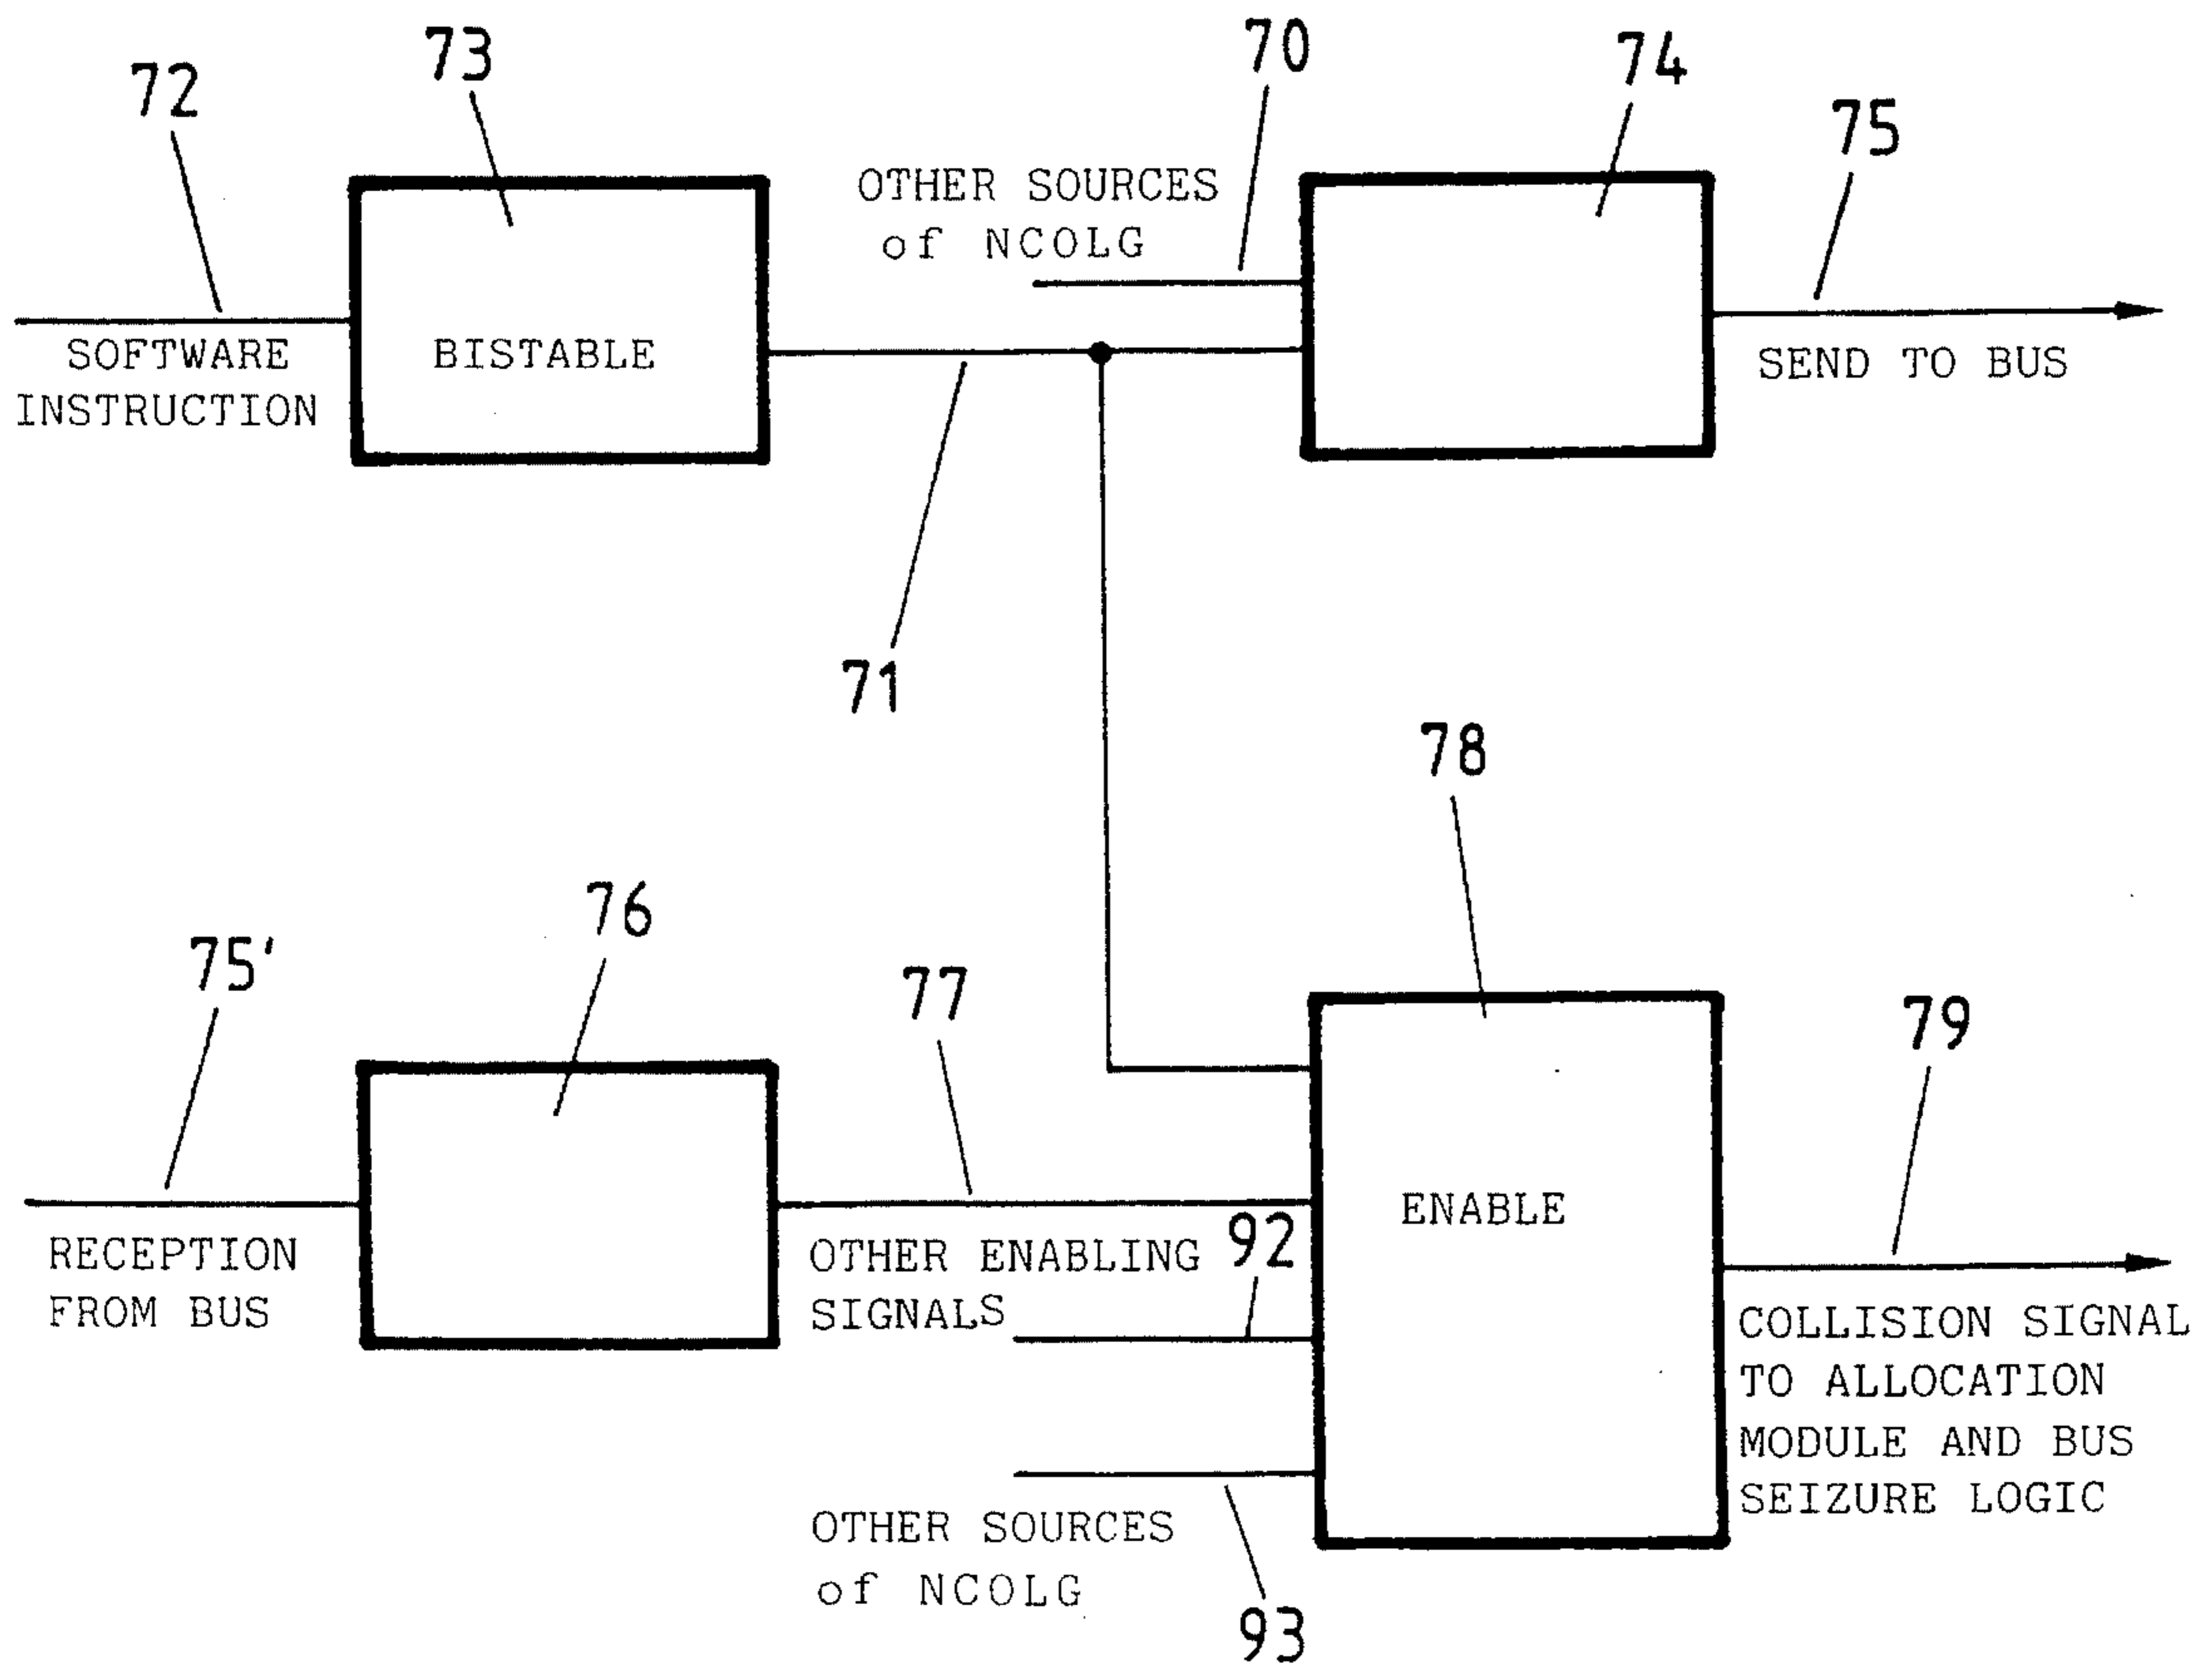 72
73
70
74
75
OTHER SOURCES
of NCOLG
SOFTWARE
INSTRUCTION
BISTABLE
SEND TO BUS
71
78
76
75'
77
79
ENABLE
92
RECEPTION
FROM BUS
OTHER ENABLING
SIGNALS
COLLISION SIGNAL
TO ALLOCATION
MODULE AND BUS
SEIZURE LOGIC
OTHER SOURCES
of NCOLG
93